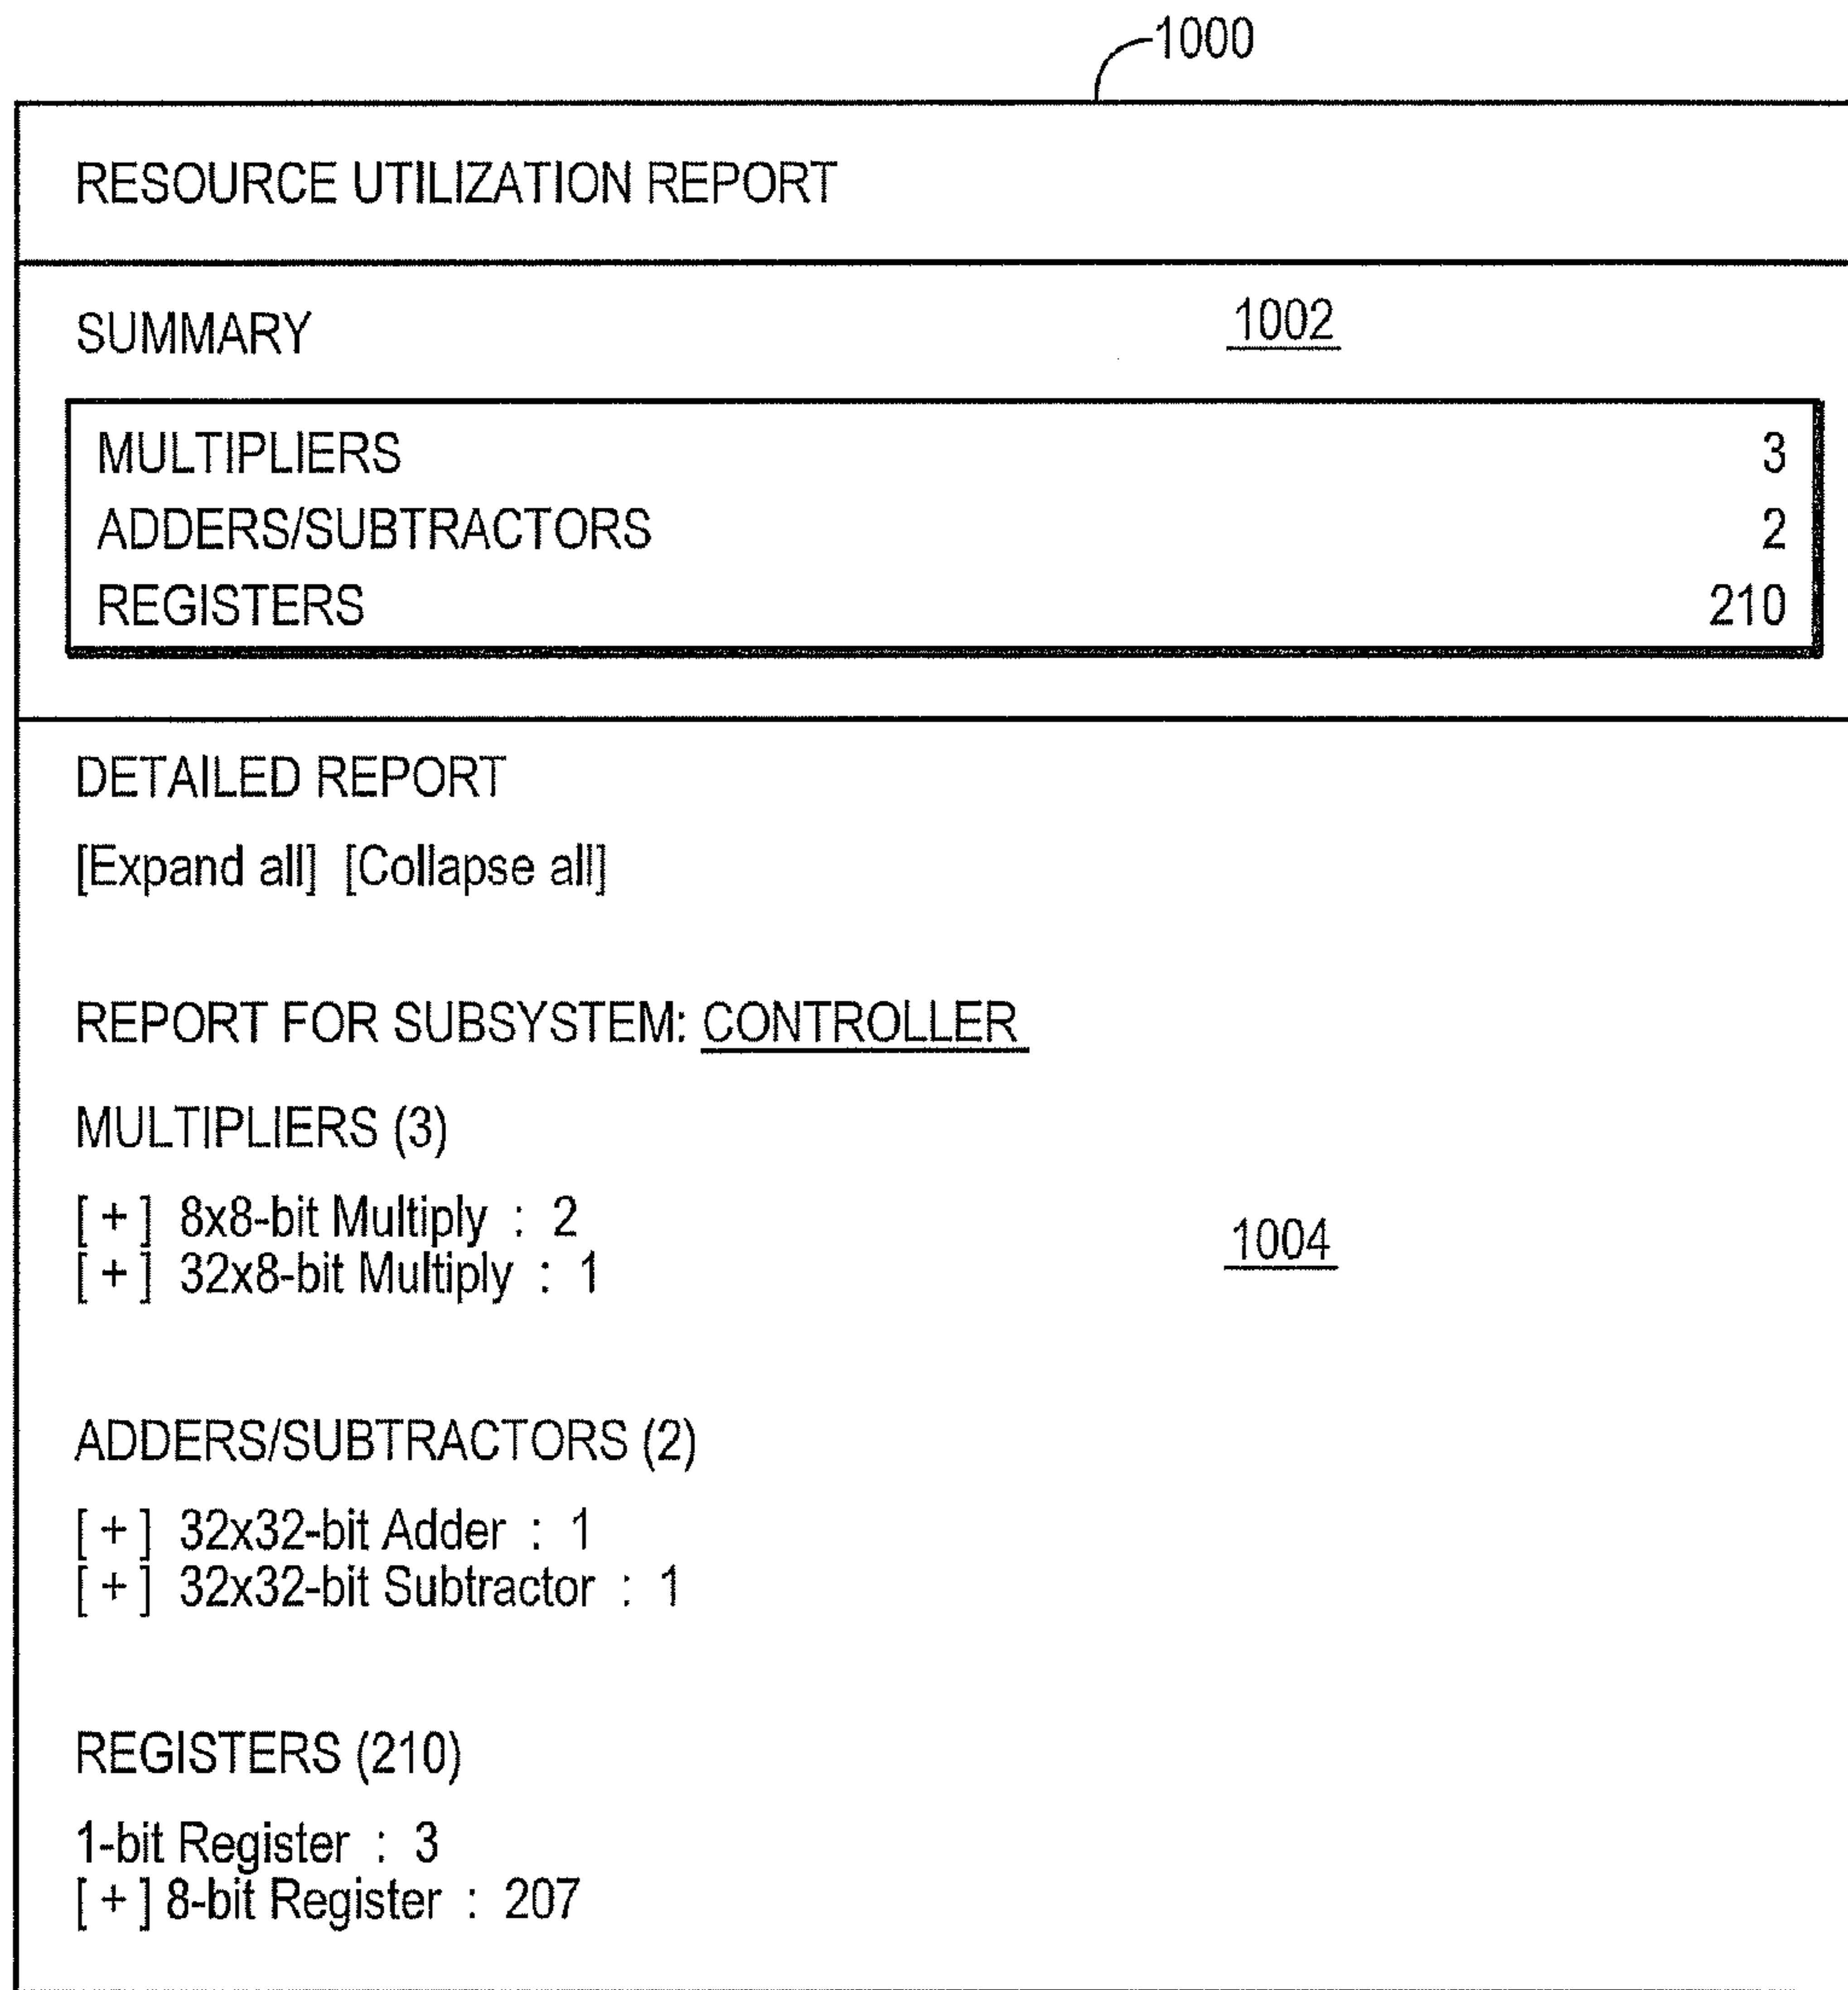 1000
RESOURCE UTILIZATION REPORT
SUMMARY 1002
MULTIPLIERS 3
ADDERS/SUBTRACTORS 2
REGISTERS 210
DETAILED REPORT
[Expand all] [Collapse all]
REPORT FOR SUBSYSTEM: CONTROLLER
MULTIPLIERS (3)
[ + ] 8x8-bit Multiply : 2
1004
[ + ] 32x8-bit Multiply : 1
ADDERS/SUBTRACTORS (2)
[ + ] 32x32-bit Adder : 1
[ + ] 32x32-bit Subtractor : 1
REGISTERS (210)
1-bit Register : 3
[ + ] 8-bit Register : 207